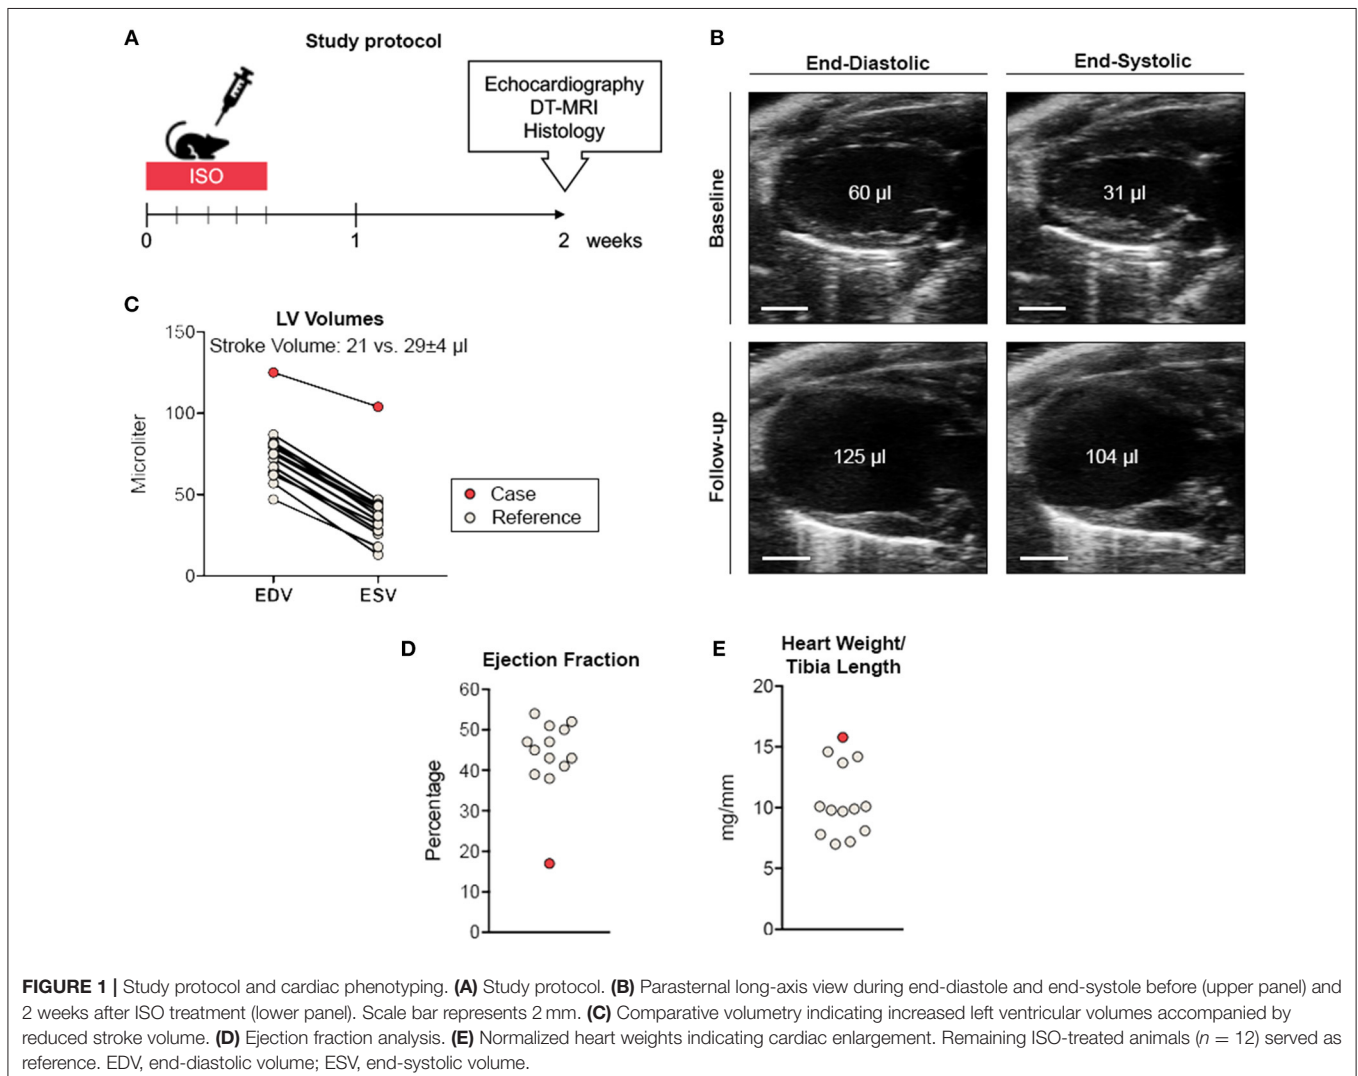 A
Study protocol
Echocardiography
DT-MRI
Histology
ISO
0
1
2 weeks
B
End-Diastolic
End-Systolic
Baseline
60 µl
31 µl
Follow-up
125 µl
104 µl
C
LV Volumes
Stroke Volume: 21 vs. 29±4 µl
Microliter
150
100
50
0
EDV
ESV
Case
Reference
D
Ejection Fraction
Percentage
60
50
40
30
20
10
0
E
Heart Weight/
Tibia Length
mg/mm
20
15
10
5
0
FIGURE 1 | Study protocol and cardiac phenotyping. (A) Study protocol. (B) Parasternal long-axis view during end-diastole and end-systole before (upper panel) and
2 weeks after ISO treatment (lower panel). Scale bar represents 2 mm. (C) Comparative volumetry indicating increased left ventricular volumes accompanied by
reduced stroke volume. (D) Ejection fraction analysis. (E) Normalized heart weights indicating cardiac enlargement. Remaining ISO-treated animals (n = 12) served as
reference. EDV, end-diastolic volume; ESV, end-systolic volume.